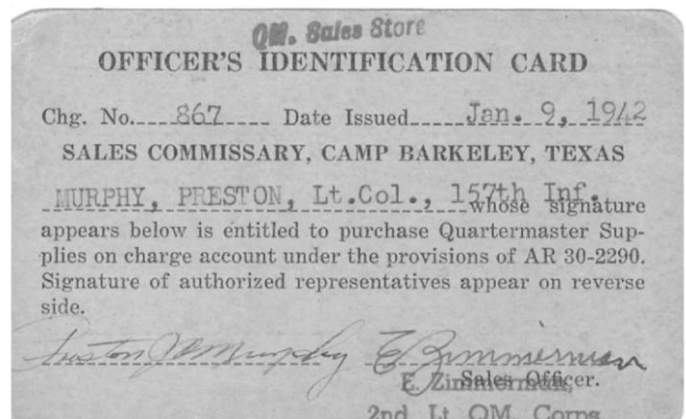 QM. Sales Store
OFFICER'S IDENTIFICATION CARD
Chg. No. 867 Date Issued Jan. 9, 1942
SALES COMMISSARY, CAMP BARKELEY, TEXAS
MURPHY, PRESTON, Lt.Col., 157th Inf. whose signature
appears below is entitled to purchase Quartermaster Sup-
plies on charge account under the provisions of AR 30-2290.
Signature of authorized representatives appear on reverse
side.
Preston Murphy E Zimmerman
E. Zimmerman, Sales Officer.
2nd Lt QM Corps